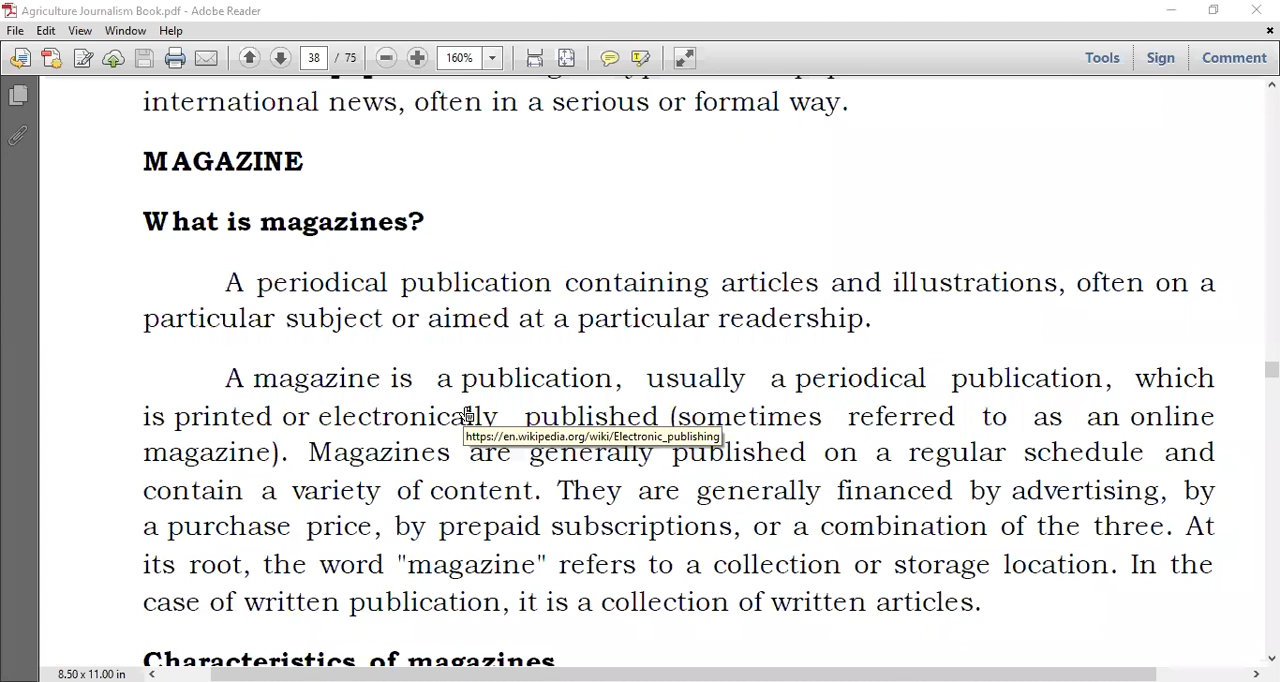 Agriculture Journalism Book.pdf - Adobe Reader
File Edit View Window Help
38 / 75 160% Tools Sign Comment
international news, often in a serious or formal way.
MAGAZINE
What is magazines?
A periodical publication containing articles and illustrations, often on a
particular subject or aimed at a particular readership.
A magazine is a publication, usually a periodical publication, which
is printed or electronically published (sometimes referred to as an online
https://en.wikipedia.org/wiki/Electronic_publishing
magazine). Magazines are generally published on a regular schedule and
contain a variety of content. They are generally financed by advertising, by
a purchase price, by prepaid subscriptions, or a combination of the three. At
its root, the word "magazine" refers to a collection or storage location. In the
case of written publication, it is a collection of written articles.
Characteristics of magazines
8.50 x 11.00 in